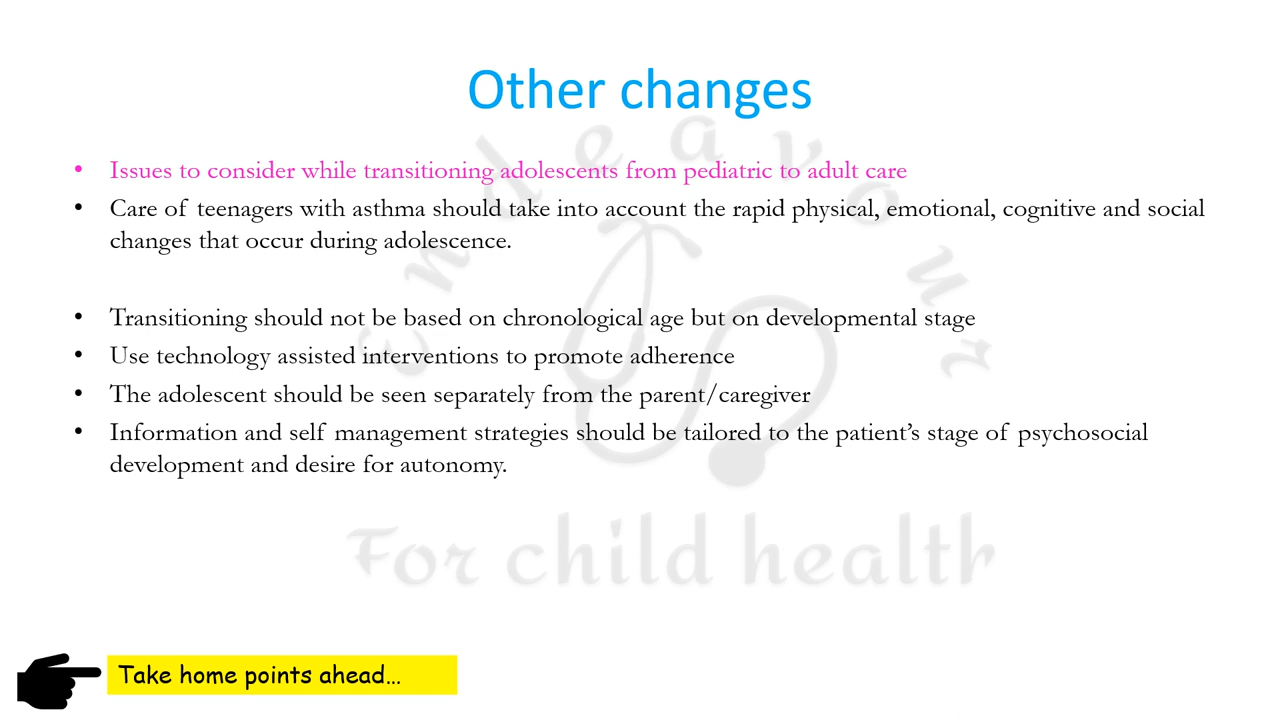 Other changes
• Issues to consider while transitioning adolescents from pediatric to adult care
• Care of teenagers with asthma should take into account the rapid physical, emotional, cognitive and social
changes that occur during adolescence.
• Transitioning should not be based on chronological age but on developmental stage
• Use technology assisted interventions to promote adherence
• The adolescent should be seen separately from the parent/caregiver
• Information and self management strategies should be tailored to the patient’s stage of psychosocial
development and desire for autonomy.
Endeavour
For child health
Take home points ahead…